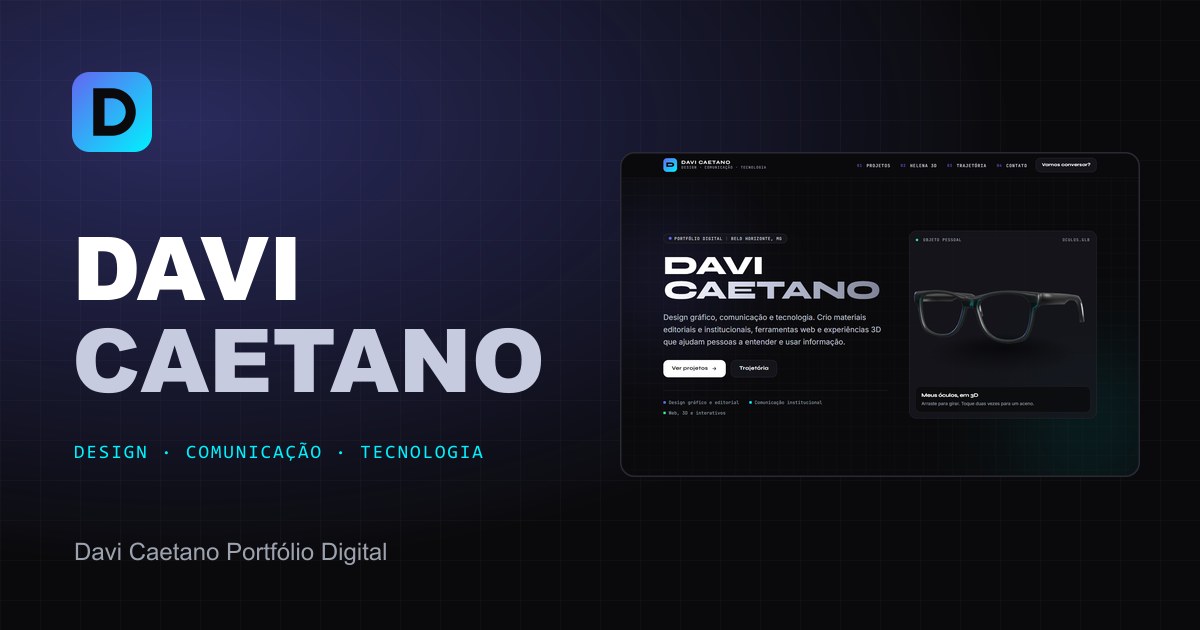 D
DAVI
CAETANO
DESIGN · COMUNICAÇÃO · TECNOLOGIA
Davi Caetano Portfólio Digital
D
DAVI CAETANO
DESIGN · COMUNICAÇÃO · TECNOLOGIA
01 PROJETOS 02 HELENA 3D 03 TRAJETÓRIA 04 CONTATO Vamos conversar?
PORTFÓLIO DIGITAL | BELO HORIZONTE, MG
DAVI
CAETANO
Design gráfico, comunicação e tecnologia. Crio materiais
editoriais e institucionais, ferramentas web e experiências 3D
que ajudam pessoas a entender e usar informação.
Ver projetos → Trajetória
Design gráfico e editorial Comunicação institucional
Web, 3D e interativos
OBJETO PESSOAL OCULOS.GLB
Meus óculos, em 3D
Arraste para girar. Toque duas vezes para um aceno.